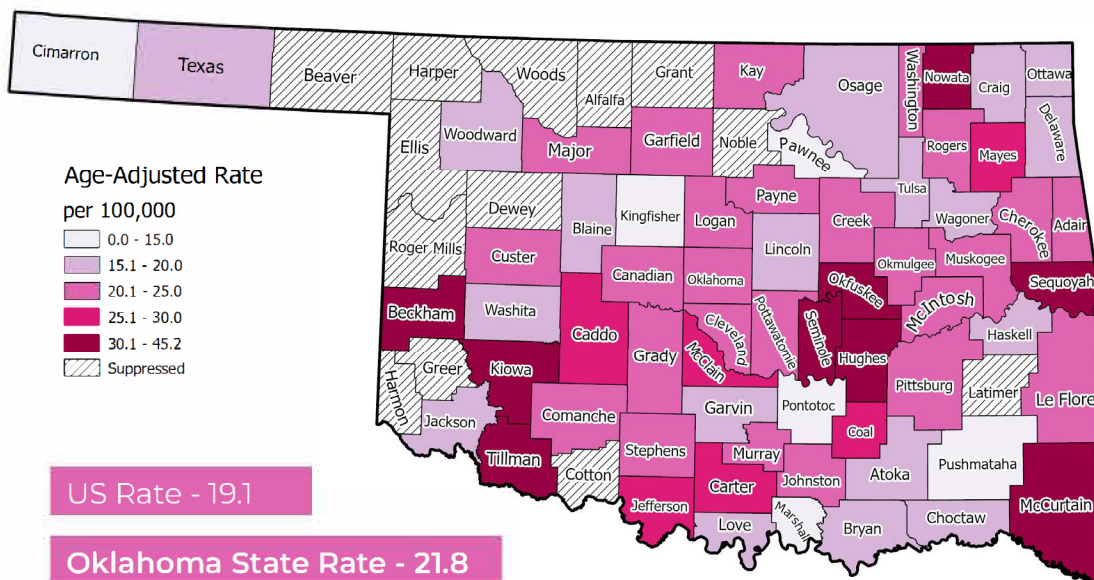 Cimarron
Texas
Beaver
Harper
Woods
Alfalfa
Grant
Kay
Osage
Washington
Nowata
Craig
Ottawa
Ellis
Woodward
Major
Garfield
Noble
Pawnee
Rogers
Mayes
Delaware
Age-Adjusted Rate
per 100,000
0.0 - 15.0
15.1 - 20.0
20.1 - 25.0
25.1 - 30.0
30.1 - 45.2
Suppressed
Dewey
Blaine
Kingfisher
Logan
Payne
Creek
Tulsa
Wagoner
Cherokee
Adair
Roger Mills
Custer
Canadian
Oklahoma
Lincoln
Okmulgee
Muskogee
Sequoyah
Beckham
Washita
Caddo
Grady
Cleveland
McClain
Pottawatomie
Seminole
Okfuskee
Hughes
McIntosh
Haskell
Harmon
Greer
Kiowa
Pittsburg
Latimer
Le Flore
Jackson
Comanche
Garvin
Pontotoc
Coal
Tillman
Cotton
Stephens
Murray
Johnston
Atoka
Pushmataha
Jefferson
Carter
Love
Marshall
Bryan
Choctaw
McCurtain
US Rate - 19.1
Oklahoma State Rate - 21.8